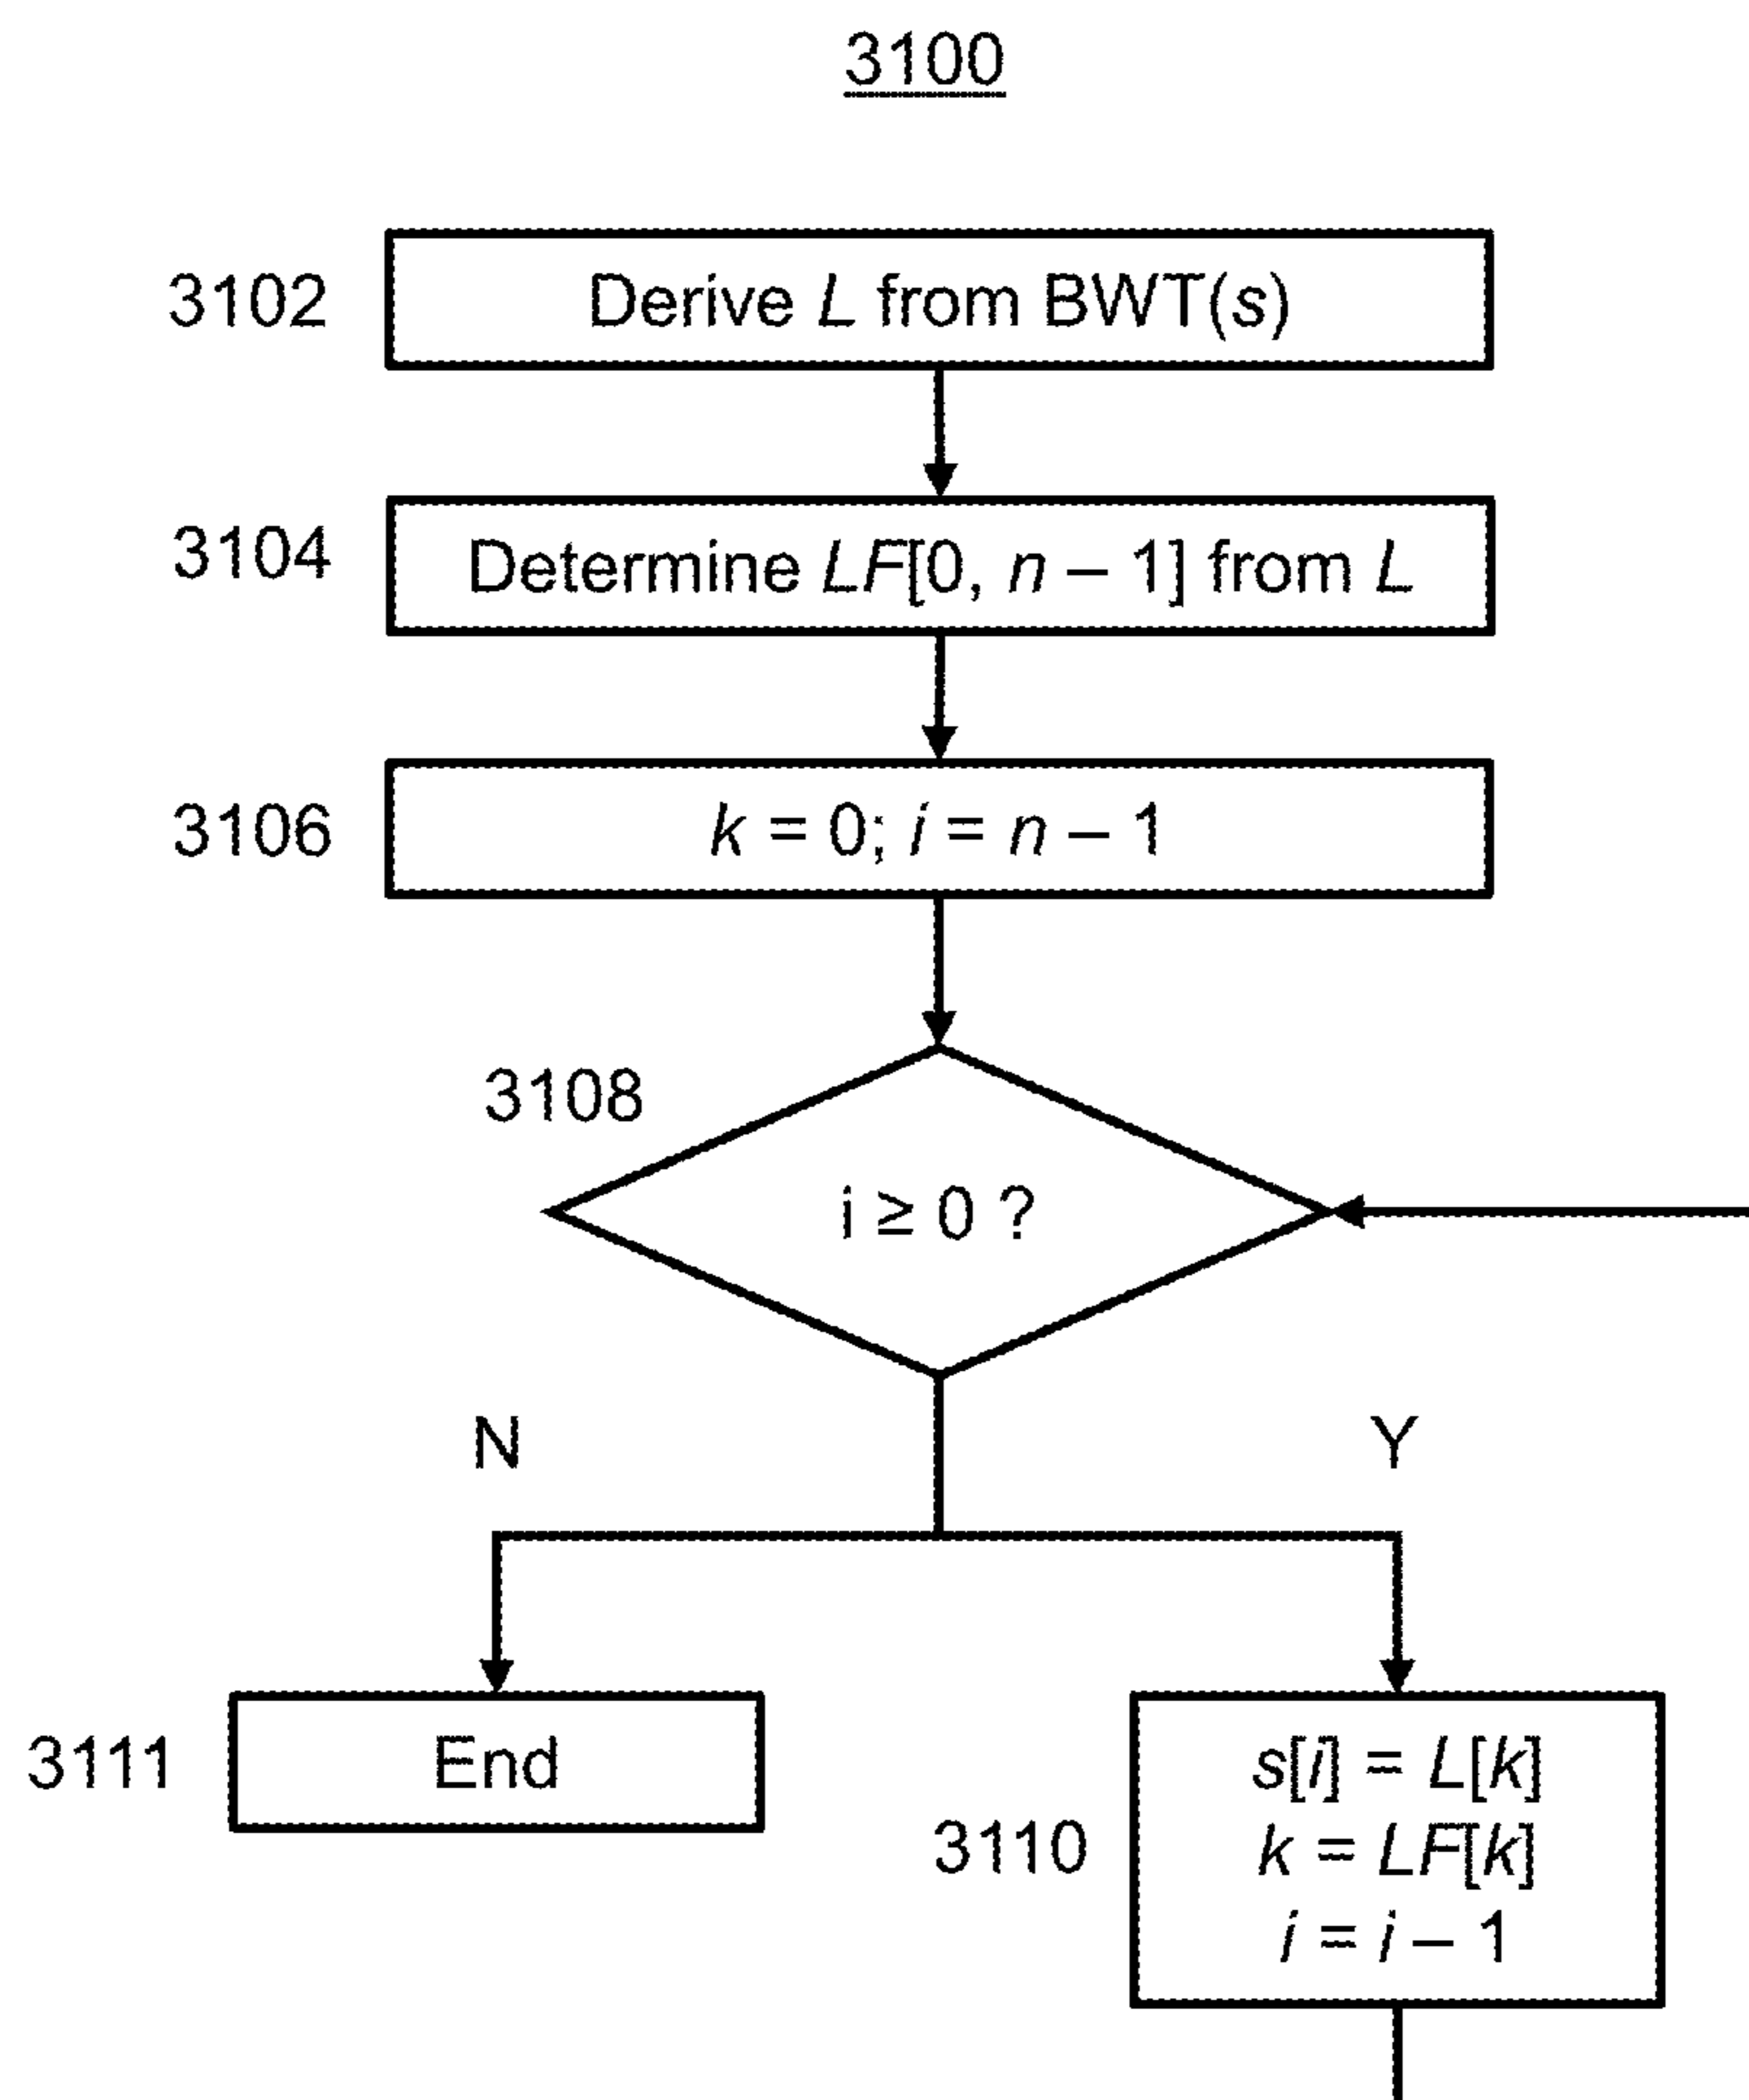 3100
3102
Derive L from BWT(s)
3104
Determine LF[0, n – 1] from L
3106
k = 0; i = n – 1
3108
i ≥ 0 ?
N
Y
3111
End
3110
s[i] = L[k]
k = LF[k]
i = i – 1